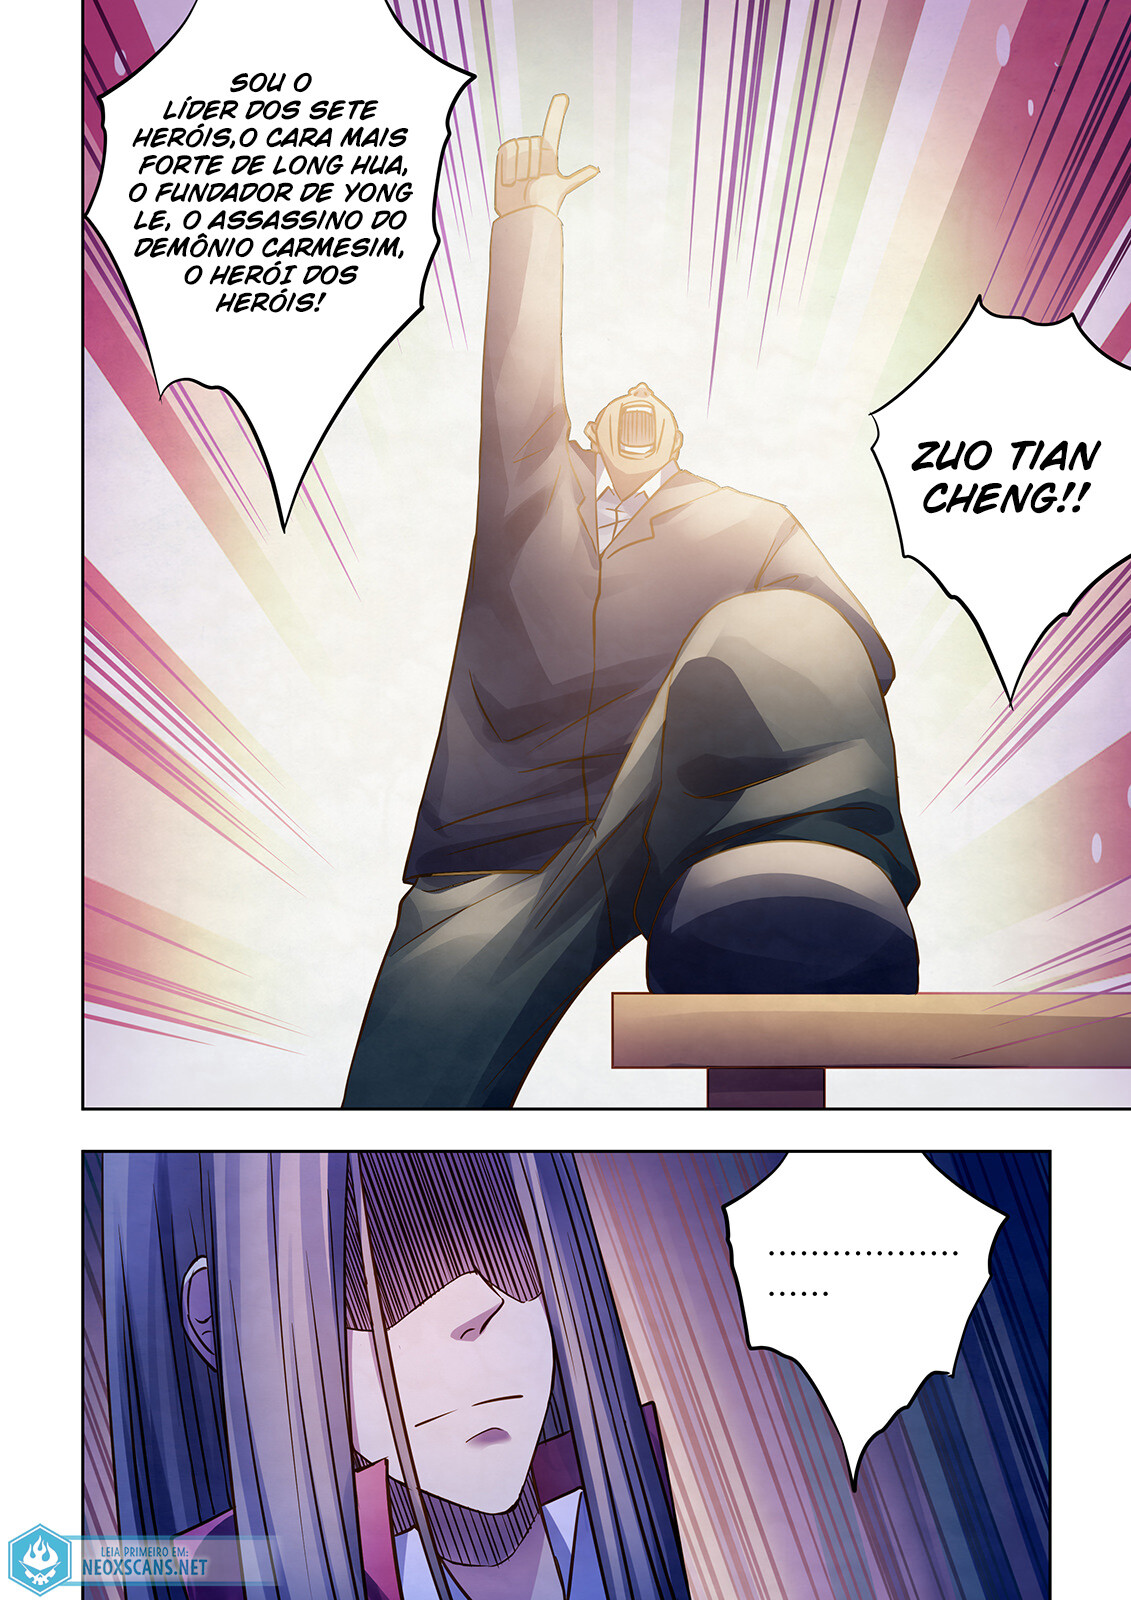 SOU O
LÍDER DOS SETE
HERÓIS,O CARA MAIS
FORTE DE LONG HUA,
O FUNDADOR DE YONG
LE, O ASSASSINO DO
DEMÔNIO CARMESIM,
O HERÓI DOS
HERÓIS!
ZUO TIAN
CHENG!!
...................
......
LEIA PRIMEIRO EM:
NEOXSCANS.NET